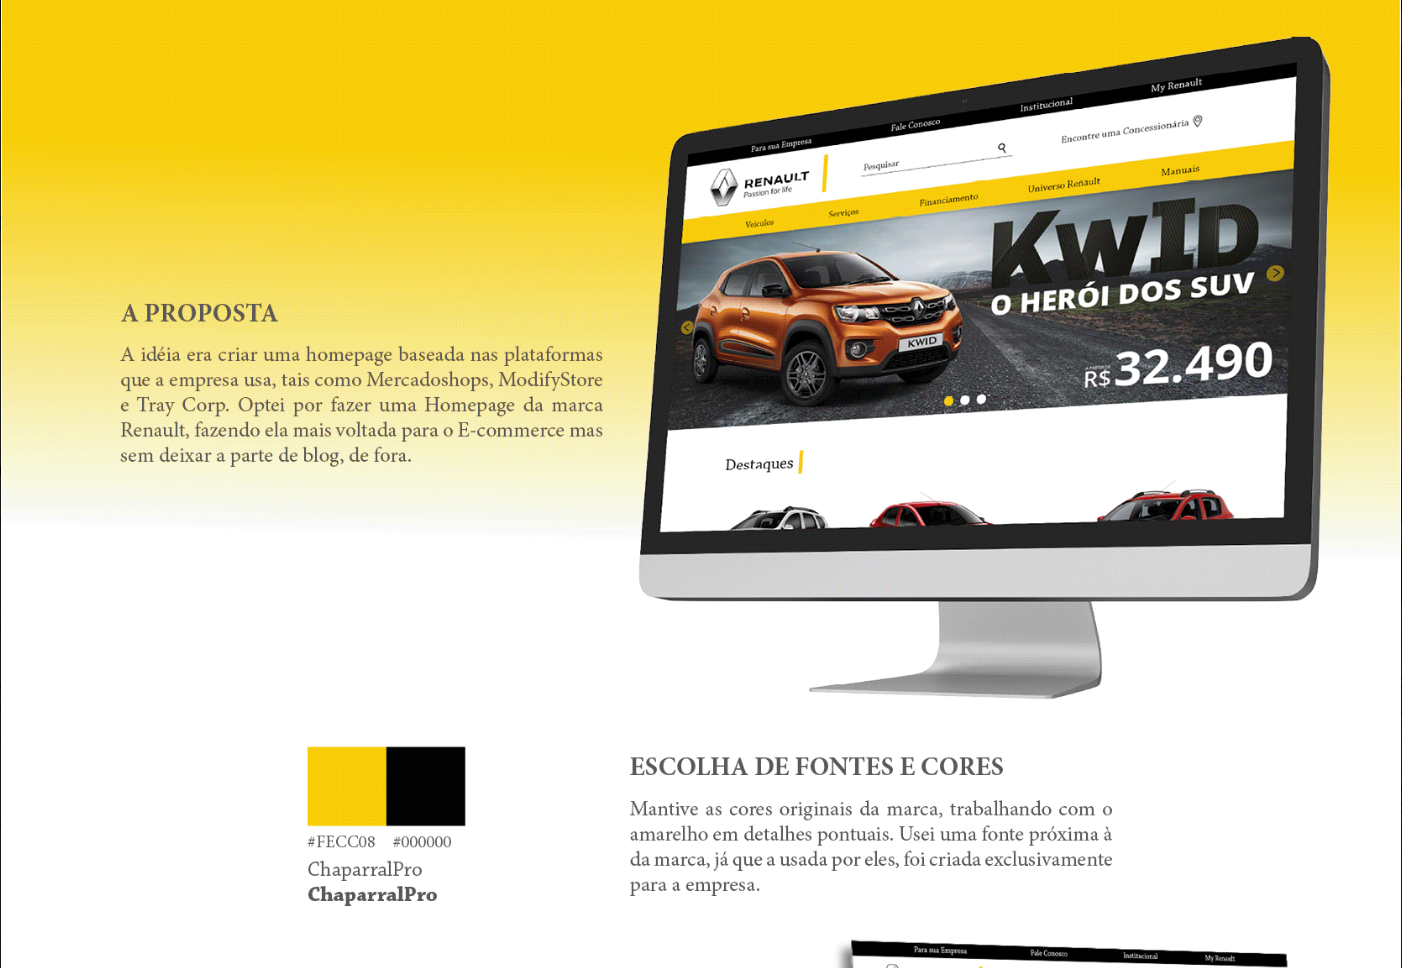 Para sua Empresa
Fale Conosco
Institucional
My Renault
RENAULT
Passion for life
Pesquisar
Encontre uma Concessionária
Veículos
Serviços
Financiamento
Universo Renault
Manuais
KWID
O HERÓI DOS SUV
KWID
R$ 32.490
Destaques
A PROPOSTA
A idéia era criar uma homepage baseada nas plataformas
que a empresa usa, tais como Mercadoshops, ModifyStore
e Tray Corp. Optei por fazer uma Homepage da marca
Renault, fazendo ela mais voltada para o E-commerce mas
sem deixar a parte de blog, de fora.
#FECC08 #000000
ChaparralPro
ChaparralPro
ESCOLHA DE FONTES E CORES
Mantive as cores originais da marca, trabalhando com o
amarelho em detalhes pontuais. Usei uma fonte próxima à
da marca, já que a usada por eles, foi criada exclusivamente
para a empresa.
Para sua Empresa
Fale Conosco
Institucional
My Renault